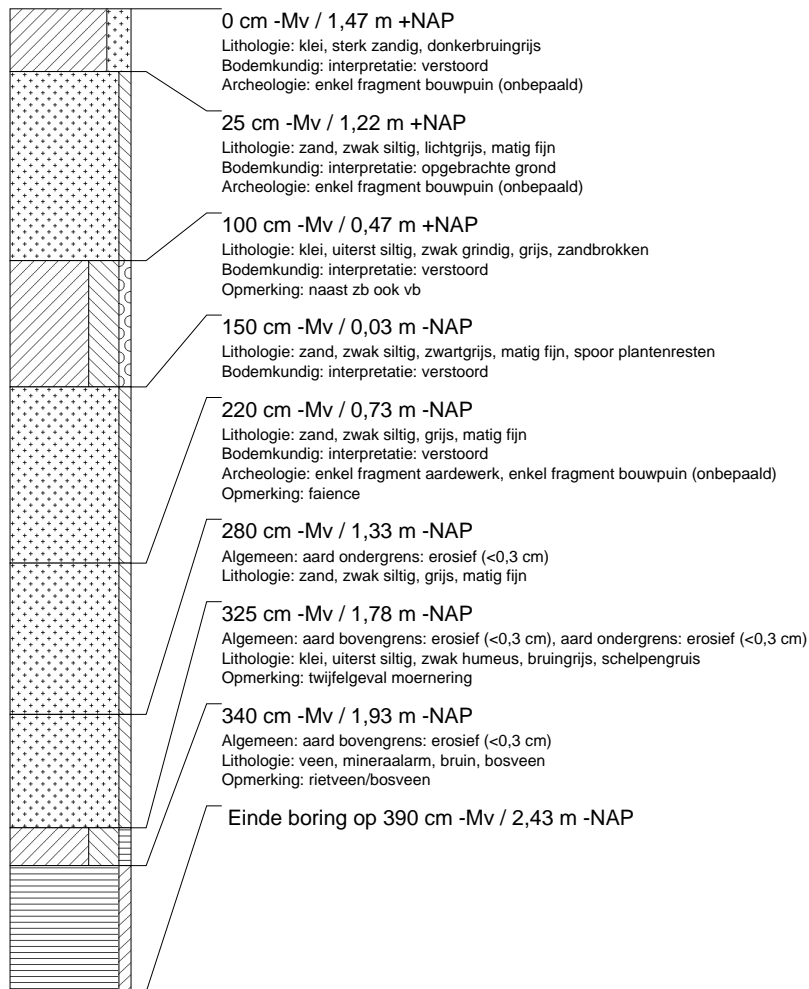 0 cm -Mv / 1,47 m +NAP
Lithologie: klei, sterk zandig, donkerbruingrijs
Bodemkundig: interpretatie: verstoord
Archeologie: enkel fragment bouwpuin (onbepaald)
25 cm -Mv / 1,22 m +NAP
Lithologie: zand, zwak siltig, lichtgrijs, matig fijn
Bodemkundig: interpretatie: opgebrachte grond
Archeologie: enkel fragment bouwpuin (onbepaald)
100 cm -Mv / 0,47 m +NAP
Lithologie: klei, uiterst siltig, zwak grindig, grijs, zandbrokken
Bodemkundig: interpretatie: verstoord
Opmerking: naast zb ook vb
150 cm -Mv / 0,03 m -NAP
Lithologie: zand, zwak siltig, zwartgrijs, matig fijn, spoor plantenresten
Bodemkundig: interpretatie: verstoord
220 cm -Mv / 0,73 m -NAP
Lithologie: zand, zwak siltig, grijs, matig fijn
Bodemkundig: interpretatie: verstoord
Archeologie: enkel fragment aardewerk, enkel fragment bouwpuin (onbepaald)
Opmerking: faience
280 cm -Mv / 1,33 m -NAP
Algemeen: aard ondergrens: erosief (<0,3 cm)
Lithologie: zand, zwak siltig, grijs, matig fijn
325 cm -Mv / 1,78 m -NAP
Algemeen: aard bovengrens: erosief (<0,3 cm), aard ondergrens: erosief (<0,3 cm)
Lithologie: klei, uiterst siltig, zwak humeus, bruingrijs, schelpengruis
Opmerking: twijfelgeval moernering
340 cm -Mv / 1,93 m -NAP
Algemeen: aard bovengrens: erosief (<0,3 cm)
Lithologie: veen, mineraalarm, bruin, bosveen
Opmerking: rietveen/bosveen
Einde boring op 390 cm -Mv / 2,43 m -NAP